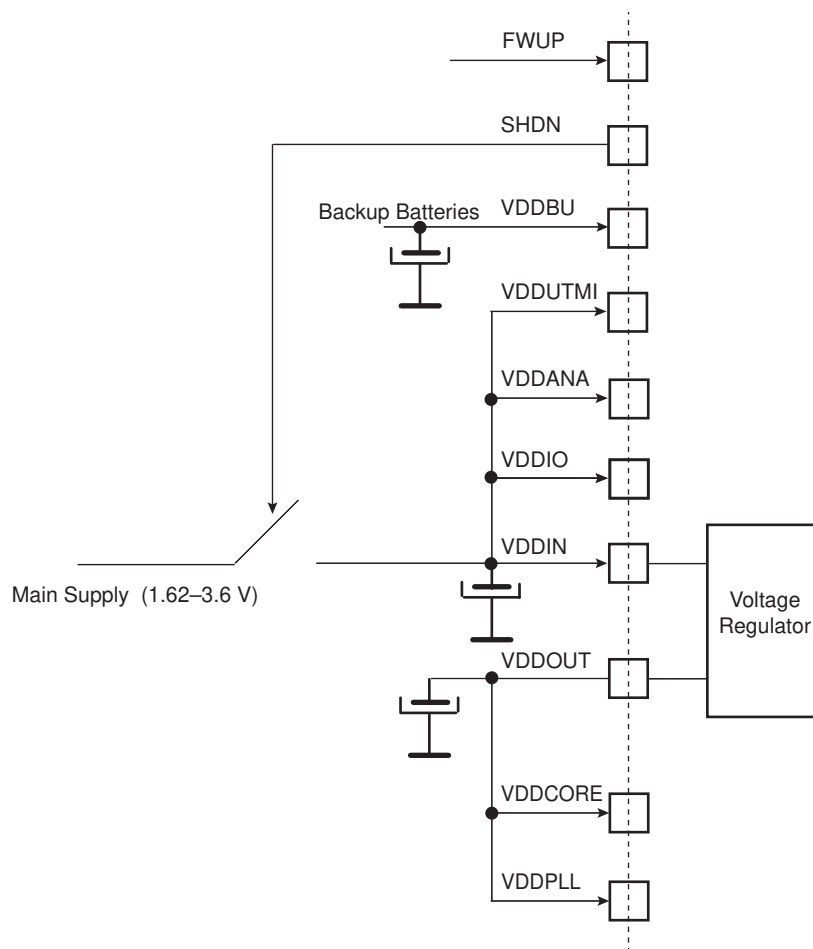 FWUP
SHDN
Backup Batteries
VDDBU
VDDUTMI
VDDANA
VDDIO
VDDIN
Main Supply (1.62–3.6 V)
Voltage
Regulator
VDDOUT
VDDCORE
VDDPLL